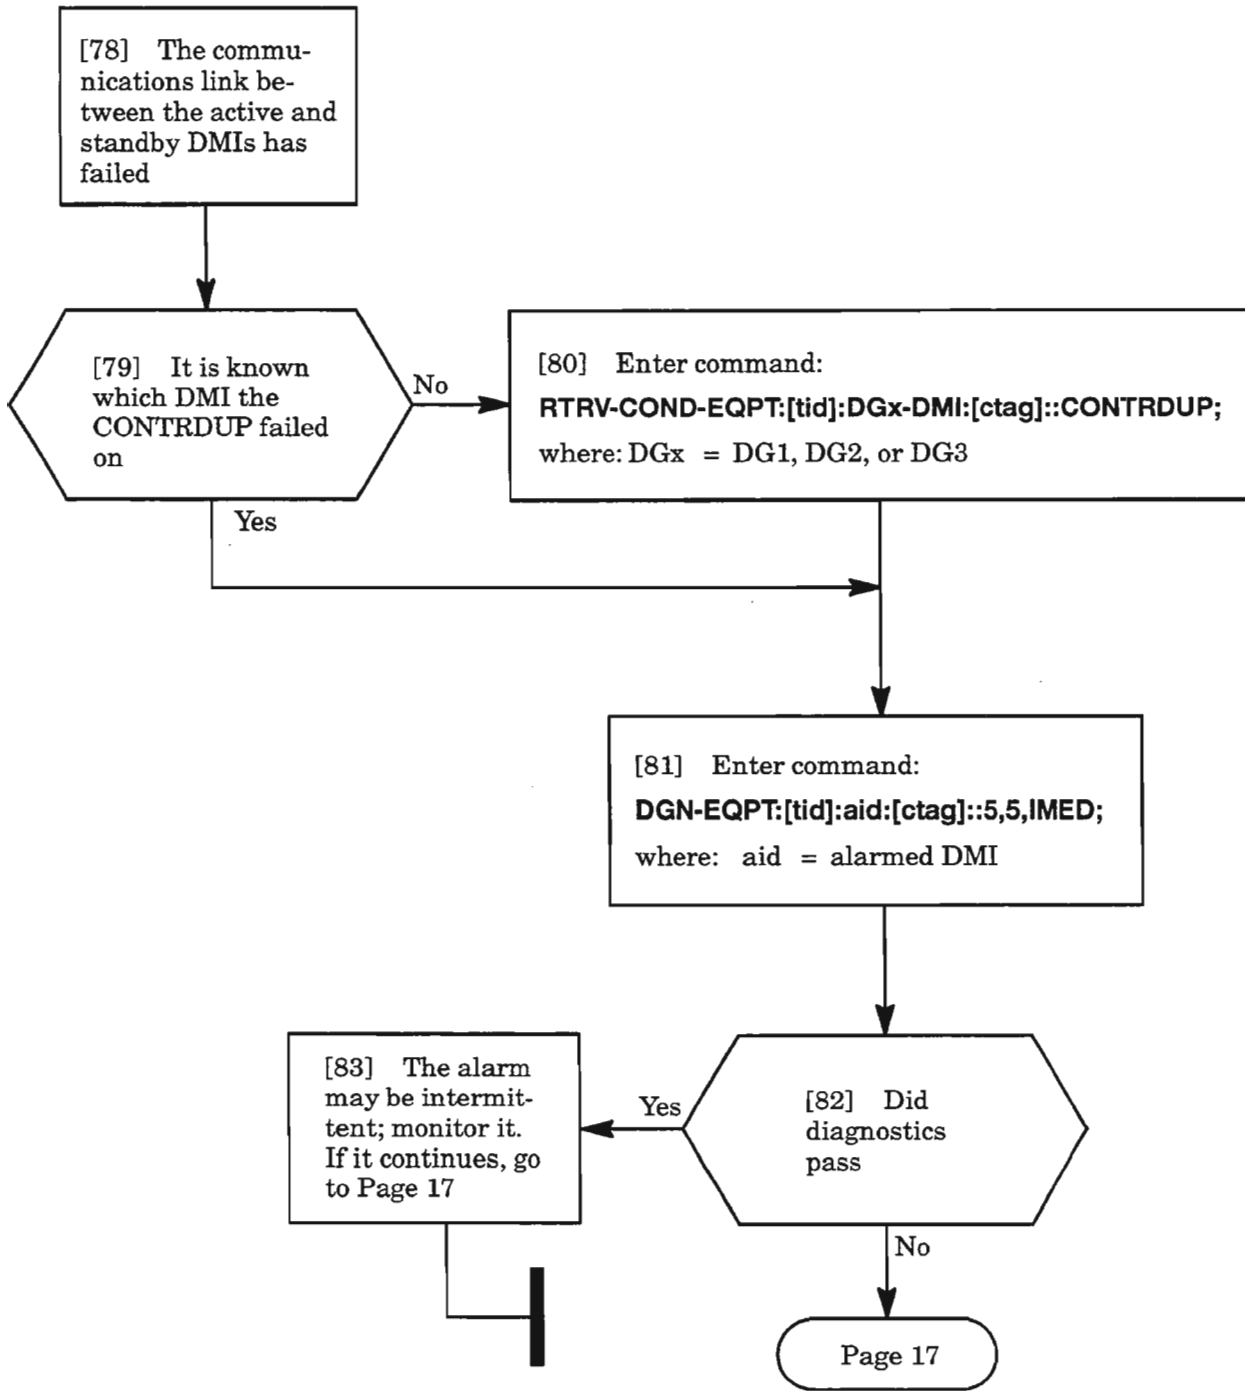 [78] The commu-
nications link be-
tween the active and
standby DMIs has
failed
[79] It is known
which DMI the
CONTRDUP failed
on
No
Yes
[80] Enter command:
RTRV-COND-EQPT:[tid]:DGx-DMI:[ctag]::CONTRDUP;
where: DGx = DG1, DG2, or DG3
[81] Enter command:
DGN-EQPT:[tid]:aid:[ctag]::5,5,IMED;
where: aid = alarmed DMI
[82] Did
diagnostics
pass
Yes
[83] The alarm
may be intermit-
tent; monitor it.
If it continues, go
to Page 17
No
Page 17